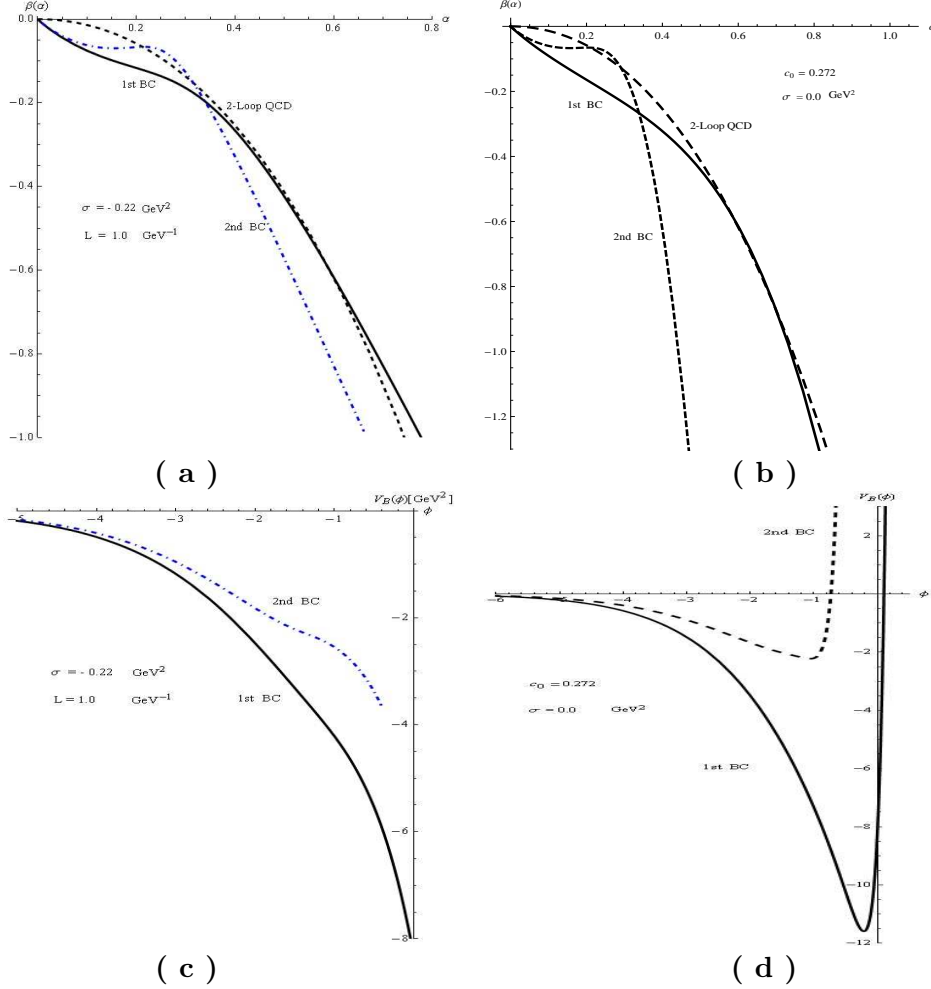 β(α)
0.0 0.2 0.4 0.6 0.8 α
−0.2
−0.4
−0.6
−0.8
−1.0
1st BC
2-Loop QCD
2nd BC
σ = - 0.22 GeV²
L = 1.0 GeV⁻¹
( a )
β(α)
0.2 0.4 0.6 0.8 1.0
−0.2
−0.4
−0.6
−0.8
−1.0
−1.2
c₀ = 0.272
σ = 0.0 GeV²
1st BC
2-Loop QCD
2nd BC
( b )
V_B(ϕ)[GeV²]
−5 −4 −3 −2 −1 ϕ
−2
−4
−6
−8
2nd BC
1st BC
σ = - 0.22 GeV²
L = 1.0 GeV⁻¹
( c )
V_B(ϕ)
−6 −4 −3 −2 −1 ϕ
2
−2
−4
−6
−8
−10
−12
2nd BC
c₀ = 0.272
σ = 0.0 GeV²
1st BC
( d )